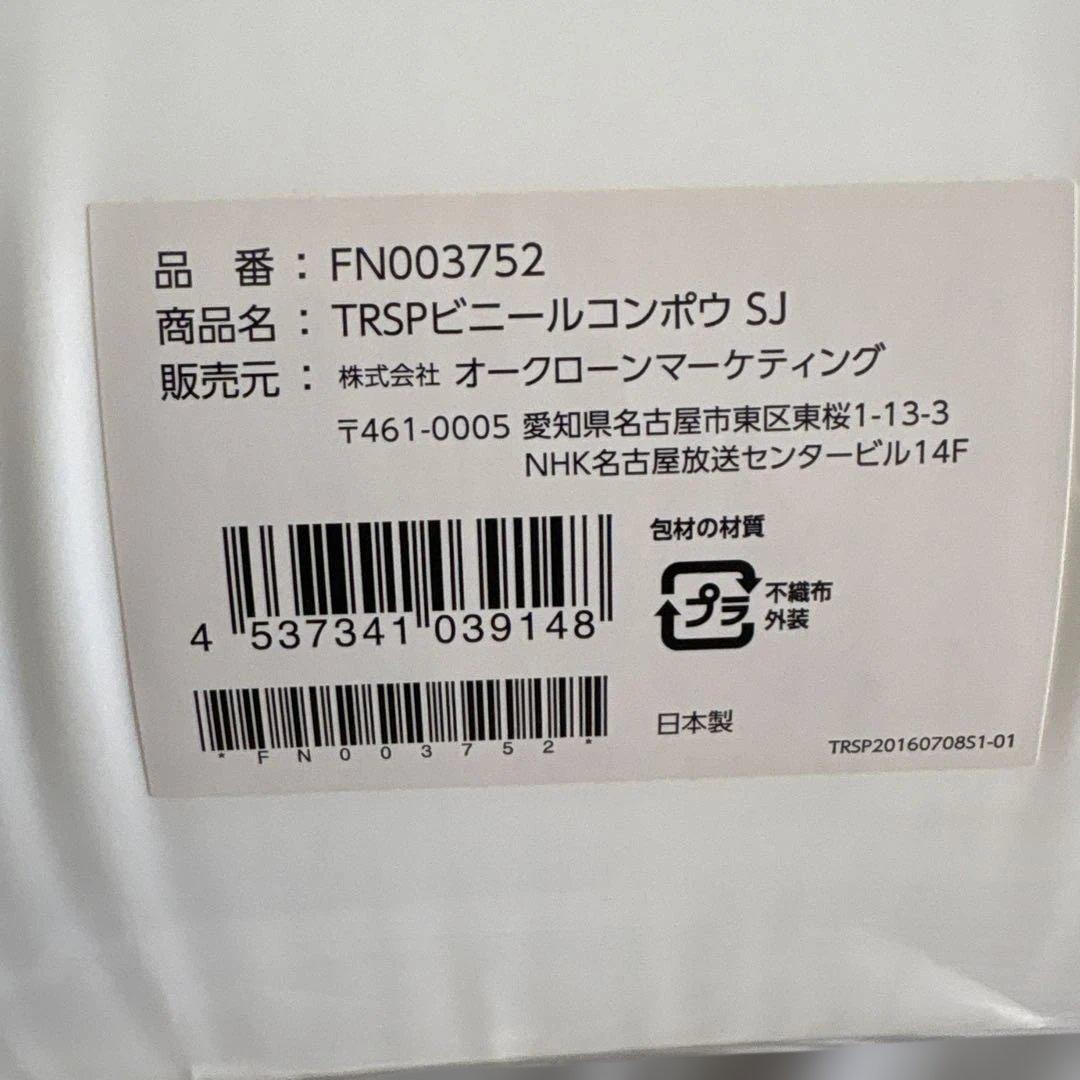 品 番 : FN003752
商品名 : TRSPビニールコンポウ SJ
販売元 : 株式会社 オークローンマーケティング
〒461-0005 愛知県名古屋市東区東桜1-13-3
NHK名古屋放送センタービル14F
包材の材質
プラ
不織布
外装
4 537341 039148
*FN003752*
日本製
TRSP20160708S1-01